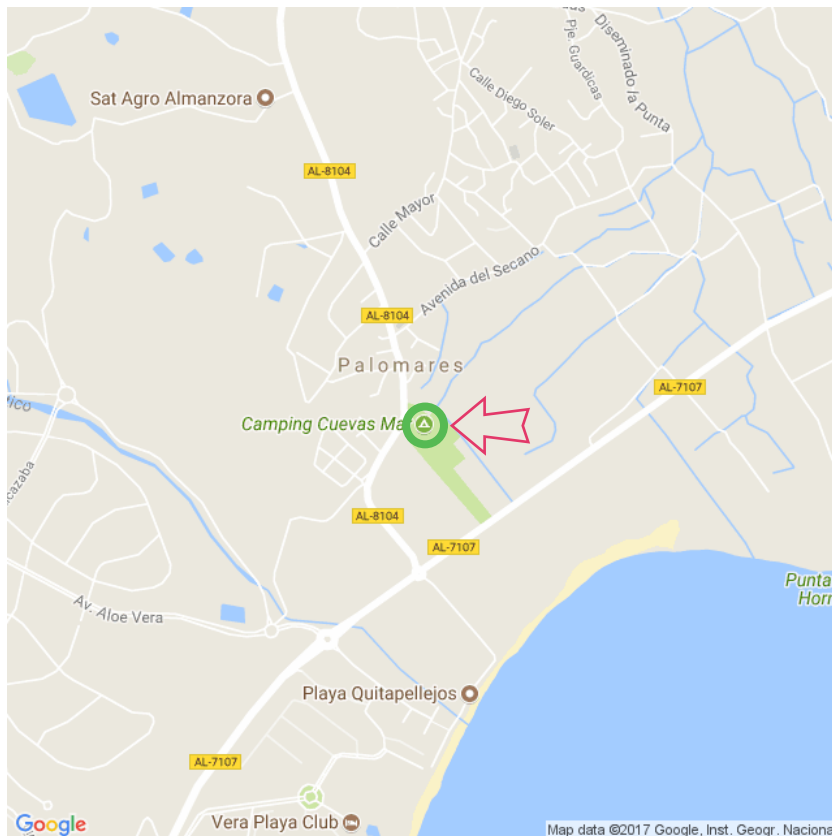 Diseminado /la Punta
Pje. Guardicas
Calle Diego Soler
Sat Agro Almanzora
AL-8104
Calle Mayor
Avenida del Secano
AL-8104
Palomares
AL-7107
Camping Cuevas Ma
AL-8104
AL-7107
Punta
Horn
Av. Aloe Vera
Playa Quitapellejos
AL-7107
Vera Playa Club
Google
Map data ©2017 Google, Inst. Geogr. Naciona